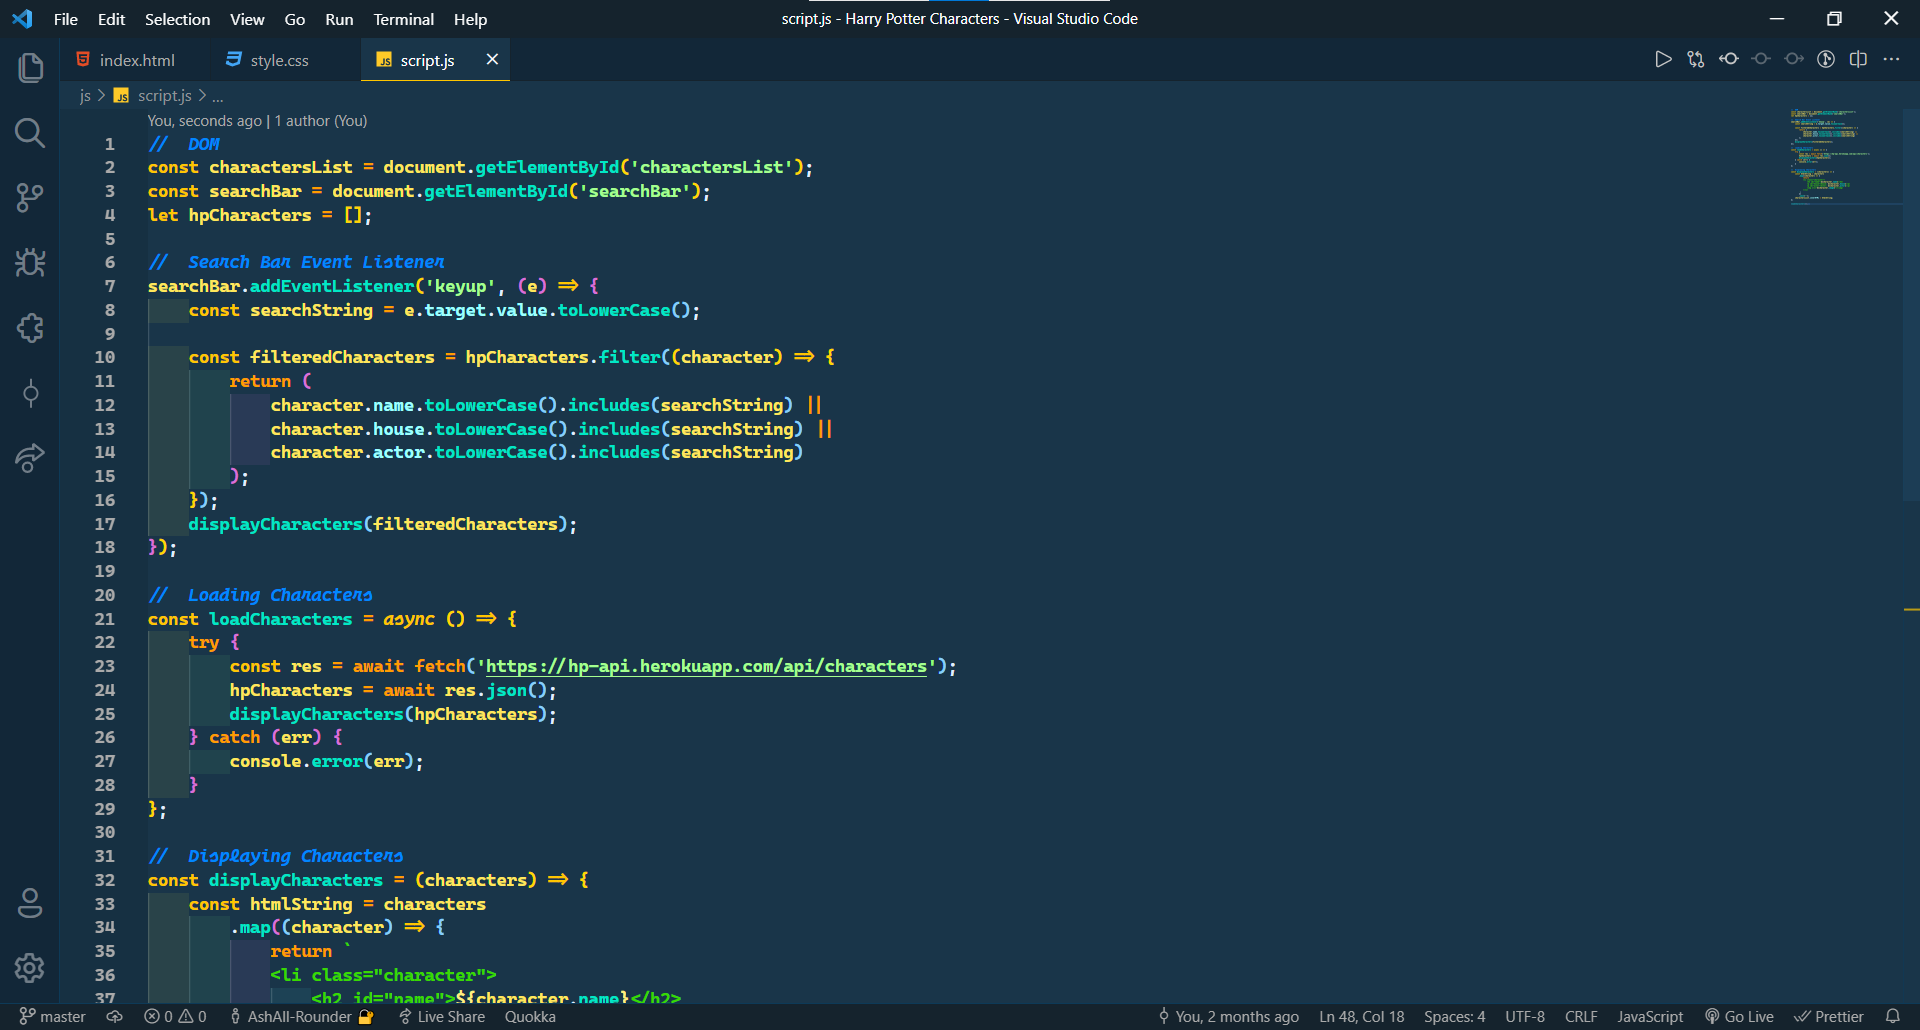 File Edit Selection View Go Run Terminal Help
script.js - Harry Potter Characters - Visual Studio Code
index.html
style.css
JS script.js
js > JS script.js > ...
You, seconds ago | 1 author (You)
1 // DOM
2 const charactersList = document.getElementById('charactersList');
3 const searchBar = document.getElementById('searchBar');
4 let hpCharacters = [];
5
6 // Search Bar Event Listener
7 searchBar.addEventListener('keyup', (e) => {
8 const searchString = e.target.value.toLowerCase();
9
10 const filteredCharacters = hpCharacters.filter((character) => {
11 return (
12 character.name.toLowerCase().includes(searchString) ||
13 character.house.toLowerCase().includes(searchString) ||
14 character.actor.toLowerCase().includes(searchString)
15 );
16 });
17 displayCharacters(filteredCharacters);
18 });
19
20 // Loading Characters
21 const loadCharacters = async () => {
22 try {
23 const res = await fetch('https://hp-api.herokuapp.com/api/characters');
24 hpCharacters = await res.json();
25 displayCharacters(hpCharacters);
26 } catch (err) {
27 console.error(err);
28 }
29 };
30
31 // Displaying Characters
32 const displayCharacters = (characters) => {
33 const htmlString = characters
34 .map((character) => {
35 return `
36 <li class="character">
37 <h2 id="name">${character.name}</h2>
master 0 0 AshAll-Rounder Live Share Quokka
You, 2 months ago Ln 48, Col 18 Spaces: 4 UTF-8 CRLF JavaScript Go Live Prettier